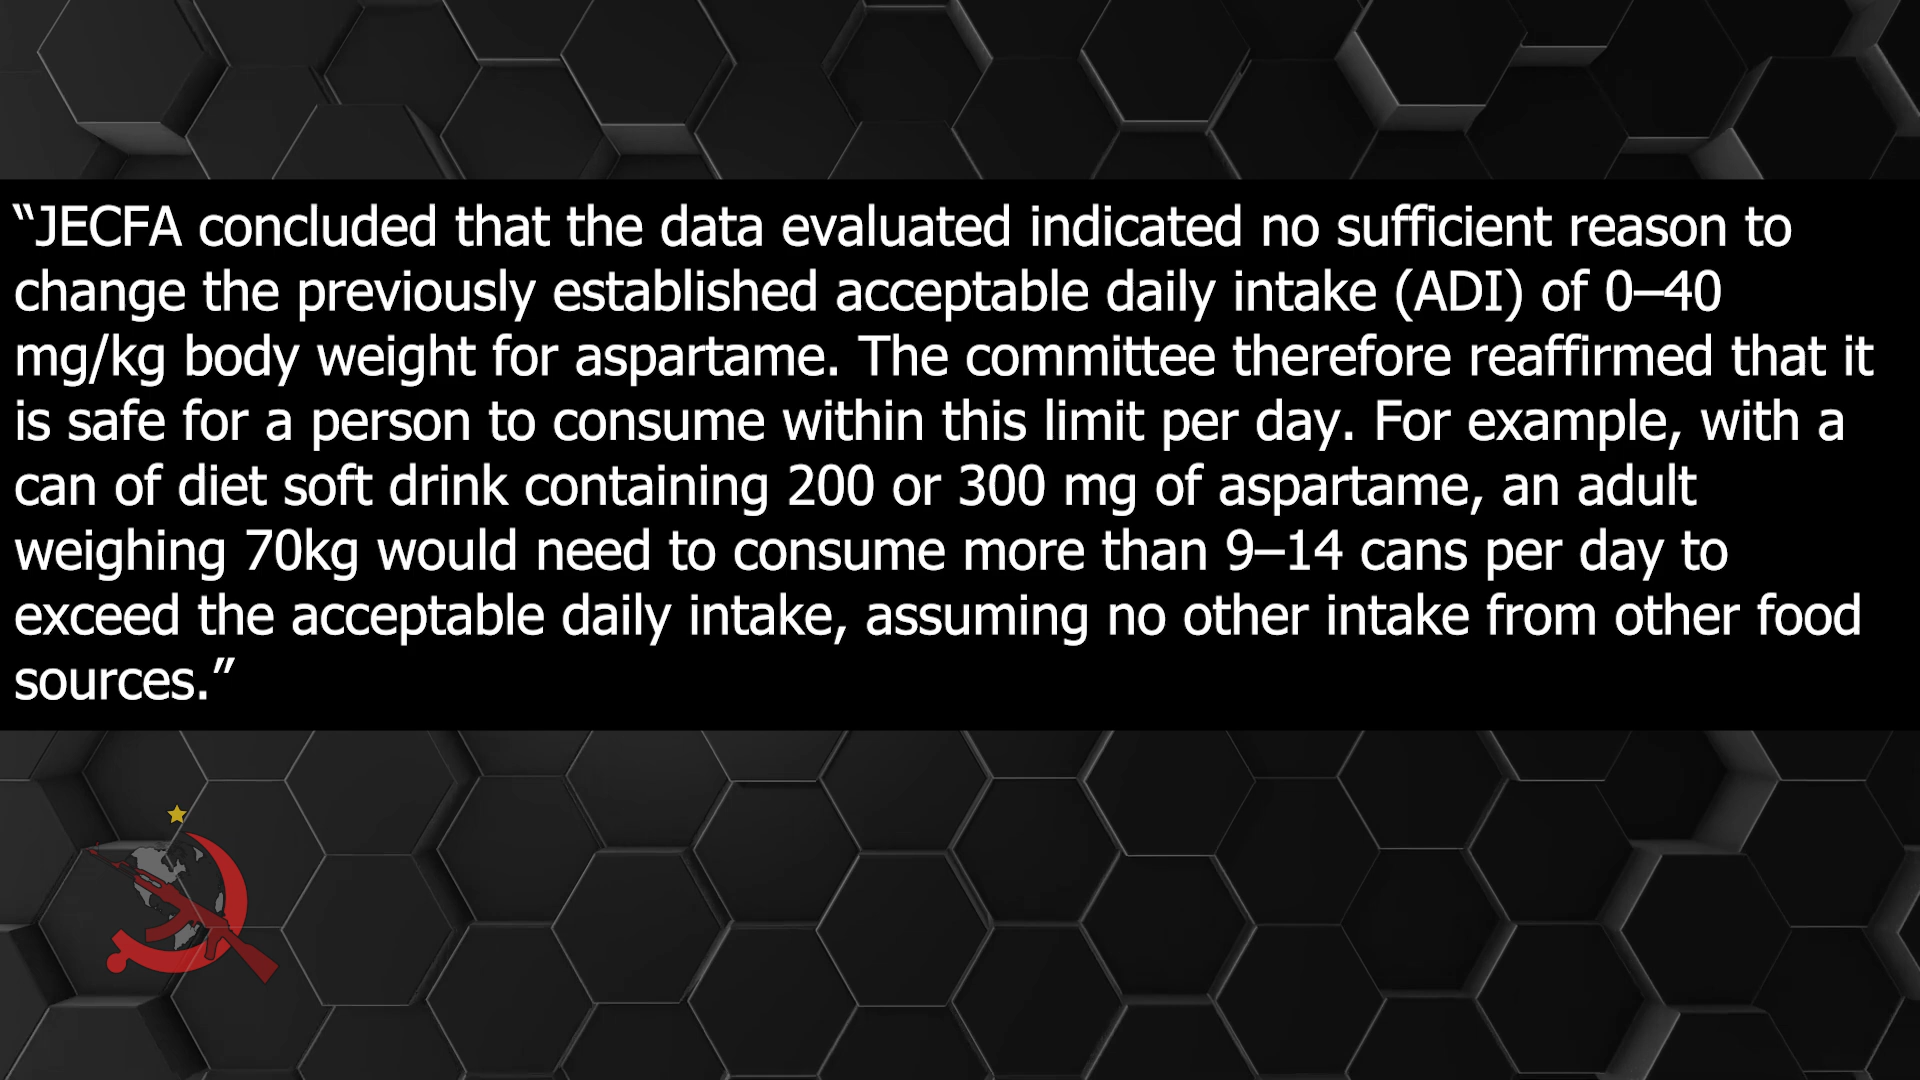 “JECFA concluded that the data evaluated indicated no sufficient reason to
change the previously established acceptable daily intake (ADI) of 0–40
mg/kg body weight for aspartame. The committee therefore reaffirmed that it
is safe for a person to consume within this limit per day. For example, with a
can of diet soft drink containing 200 or 300 mg of aspartame, an adult
weighing 70kg would need to consume more than 9–14 cans per day to
exceed the acceptable daily intake, assuming no other intake from other food
sources.”